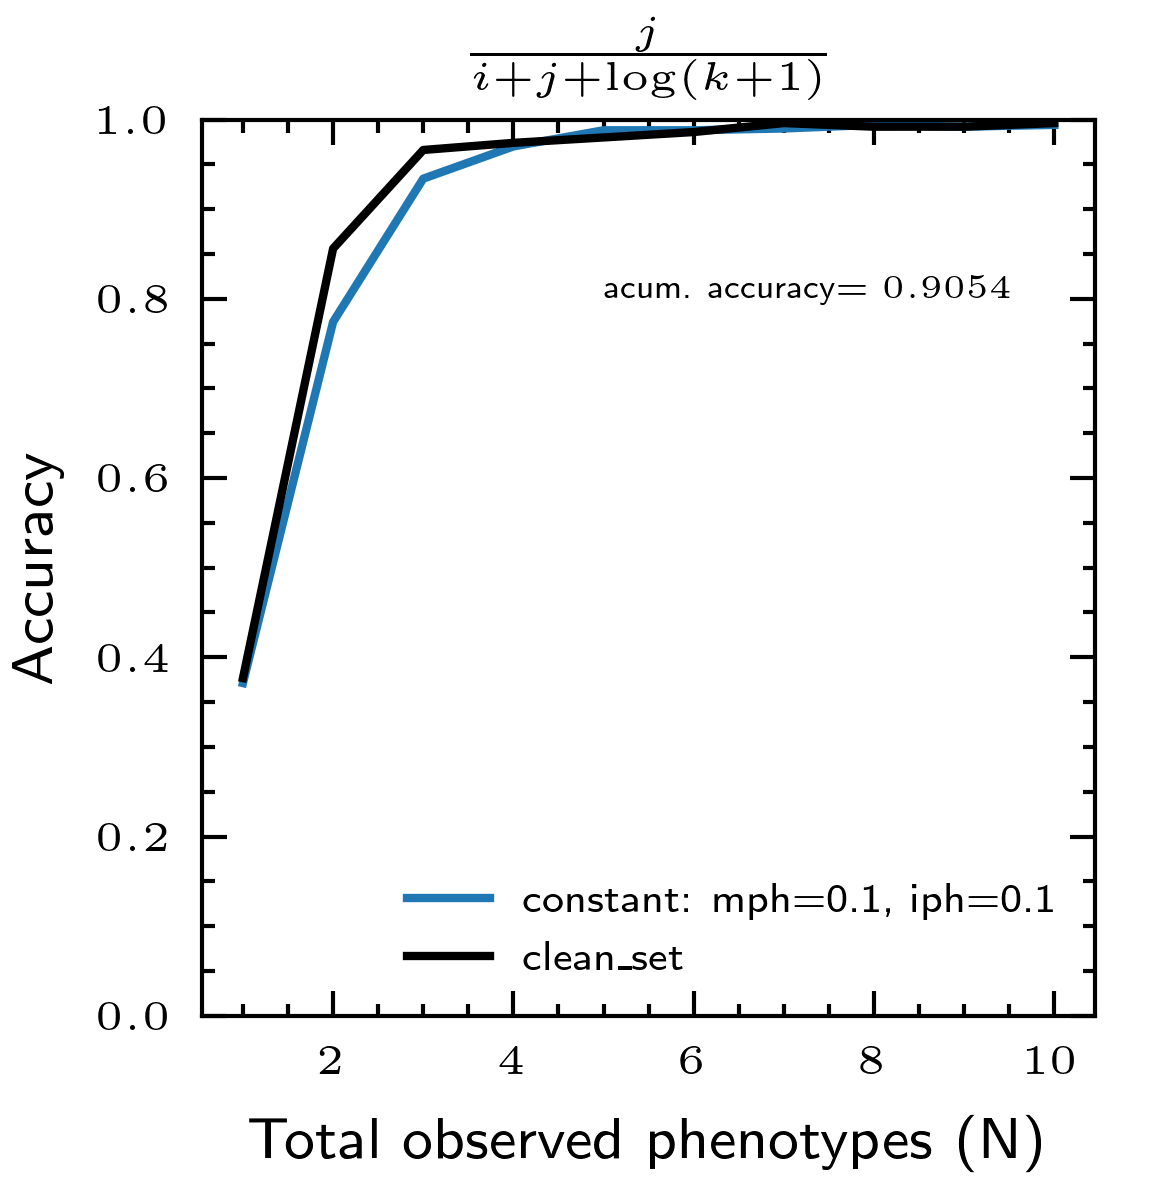 j
i+j+log(k+1)
1.0
0.8
0.6
0.4
0.2
0.0
Accuracy
acum. accuracy= 0.9054
constant: mph=0.1, iph=0.1
clean_set
2 4 6 8 10
Total observed phenotypes (N)